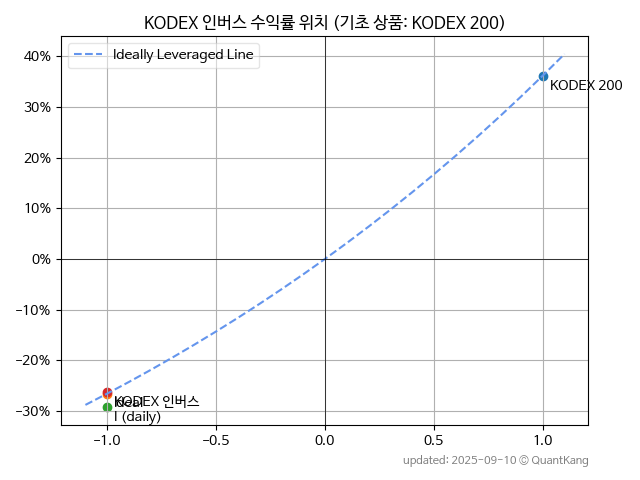 KODEX 인버스 수익률 위치 (기초 상품: KODEX 200)
Ideally Leveraged Line
40%
30%
20%
10%
0%
−10%
−20%
−30%
KODEX 200
KODEX 인버스
Ideal
I (daily)
−1.0
−0.5
0.0
0.5
1.0
updated: 2025-09-10 © QuantKang